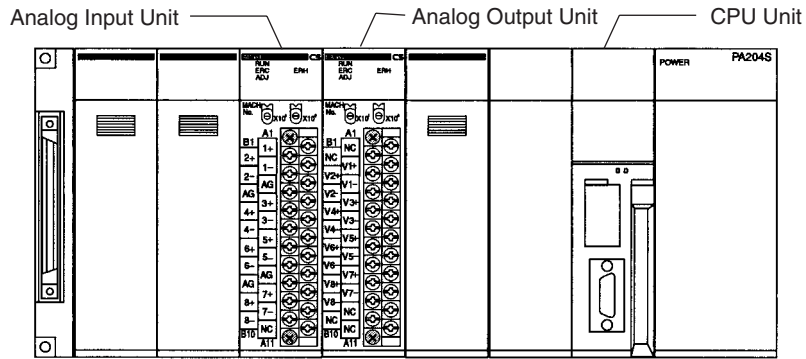 Analog Input Unit
Analog Output Unit
CPU Unit
CS
RUN
ERC
ADJ
ERH
MACH
No.
X10¹
X10⁰
A1
B1
1+
2+
1–
2–
AG
AG
3+
4+
3–
4–
5+
6+
5–
6–
AG
AG
7+
8+
7–
8–
NC
B10
A11
CS
RUN
ERC
ADJ
ERH
MACH
No.
X10¹
X10⁰
A1
B1
NC
NC
V1+
V2+
V1–
V2–
V3+
V4+
V3–
V4–
V5+
V6+
V5–
V6–
V7+
V8+
V7–
V8–
NC
NC
NC
B10
A11
POWER
PA204S